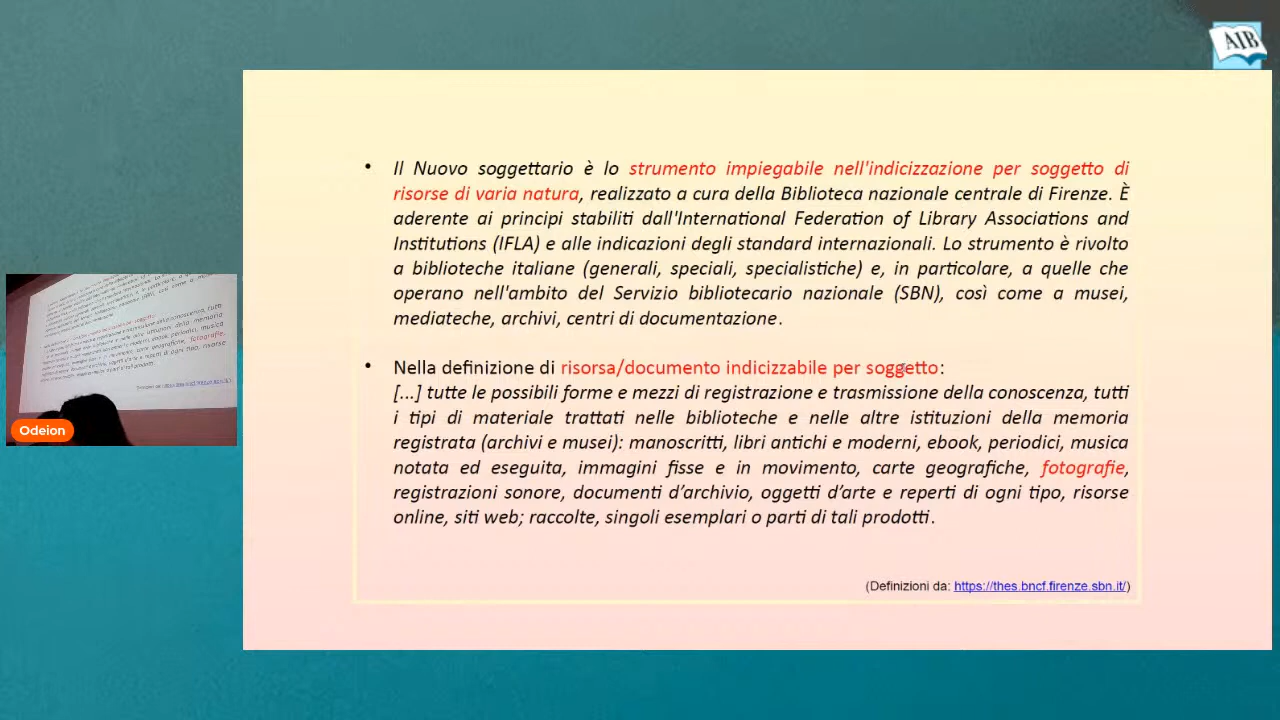 AIB
• Il Nuovo soggettario è lo strumento impiegabile nell'indicizzazione per soggetto di
risorse di varia natura, realizzato a cura della Biblioteca nazionale centrale di Firenze. È
aderente ai principi stabiliti dall'International Federation of Library Associations and
Institutions (IFLA) e alle indicazioni degli standard internazionali. Lo strumento è rivolto
a biblioteche italiane (generali, speciali, specialistiche) e, in particolare, a quelle che
operano nell'ambito del Servizio bibliotecario nazionale (SBN), così come a musei,
mediateche, archivi, centri di documentazione.
• Nella definizione di risorsa/documento indicizzabile per soggetto:
[...] tutte le possibili forme e mezzi di registrazione e trasmissione della conoscenza, tutti
i tipi di materiale trattati nelle biblioteche e nelle altre istituzioni della memoria
registrata (archivi e musei): manoscritti, libri antichi e moderni, ebook, periodici, musica
notata ed eseguita, immagini fisse e in movimento, carte geografiche, fotografie,
registrazioni sonore, documenti d’archivio, oggetti d’arte e reperti di ogni tipo, risorse
online, siti web; raccolte, singoli esemplari o parti di tali prodotti.
(Definizioni da: https://thes.bncf.firenze.sbn.it/)
Odeion